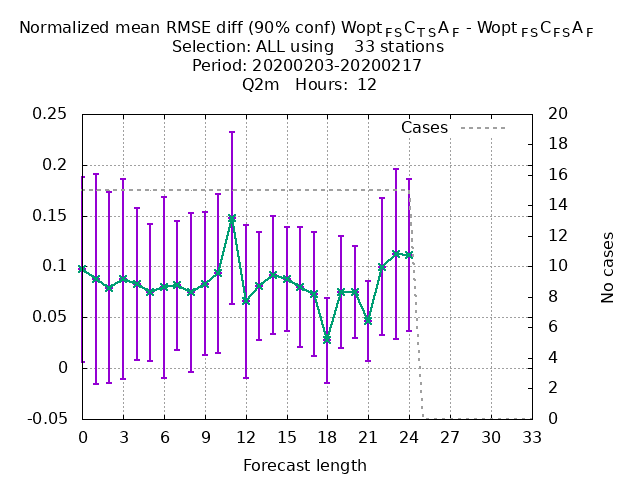 Normalized mean RMSE diff (90% conf) Wopt FS C TS A F - Wopt FS C FS A F
Selection: ALL using 33 stations
Period: 20200203-20200217
Q2m Hours: 12
Cases
0.25
0.2
0.15
0.1
0.05
0
-0.05
20
18
16
14
12
10
8
6
4
2
0
No cases
0 3 6 9 12 15 18 21 24 27 30 33
Forecast length